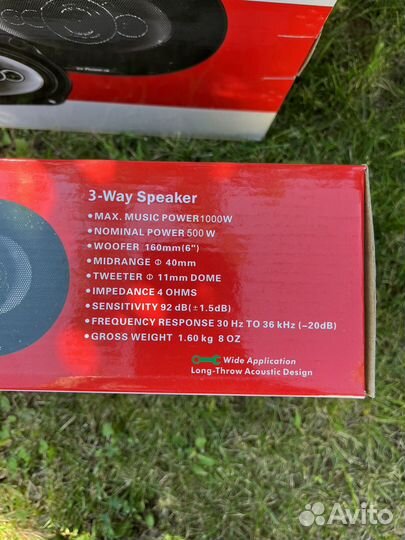 3-Way Speaker
•MAX. MUSIC POWER1000W
•NOMINAL POWER 500 W
•WOOFER 160mm(6")
•MIDRANGE Φ 40mm
•TWEETER Φ 11mm DOME
•IMPEDANCE 4 OHMS
•SENSITIVITY 92 dB(±1.5dB)
•FREQUENCY RESPONSE 30 Hz TO 36 kHz (−20dB)
•GROSS WEIGHT 1.60 kg 8 OZ
Wide Application
Long-Throw Acoustic Design
Avito